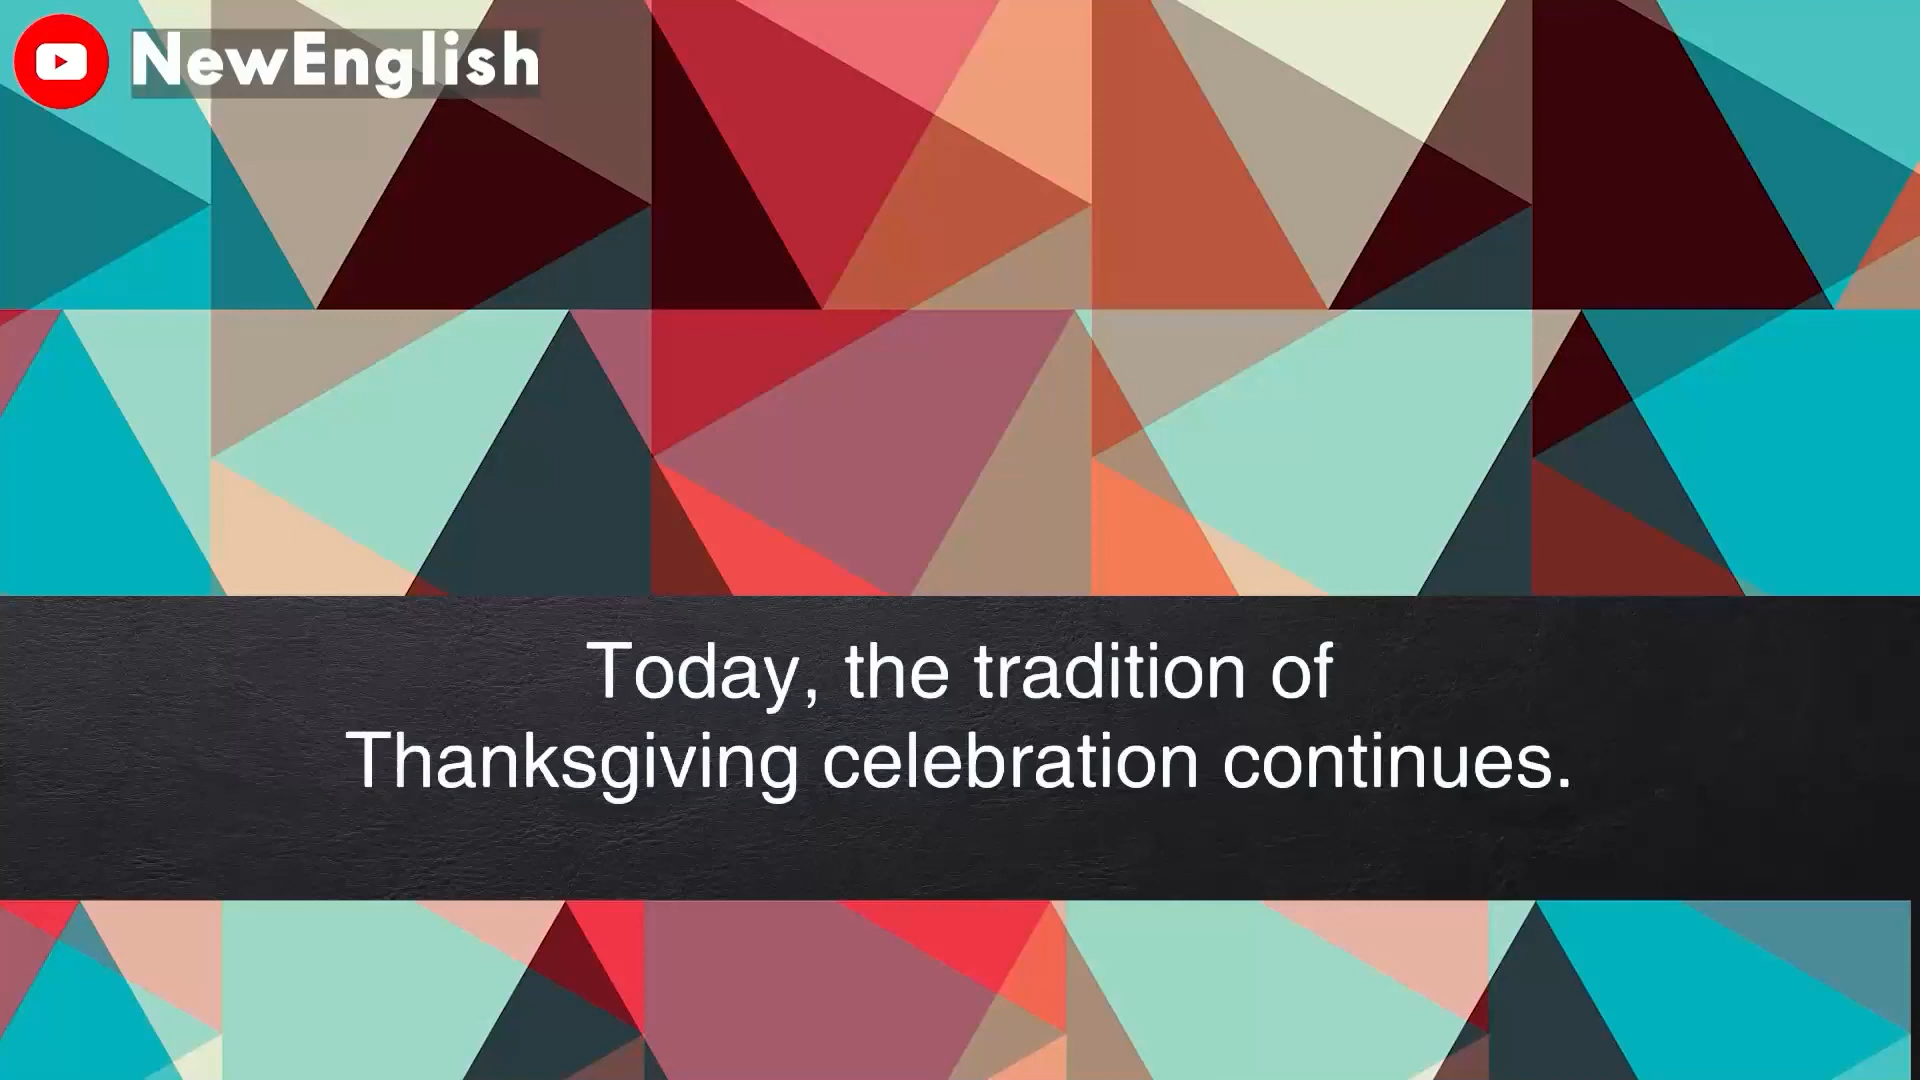 NewEnglish
Today, the tradition of
Thanksgiving celebration continues.